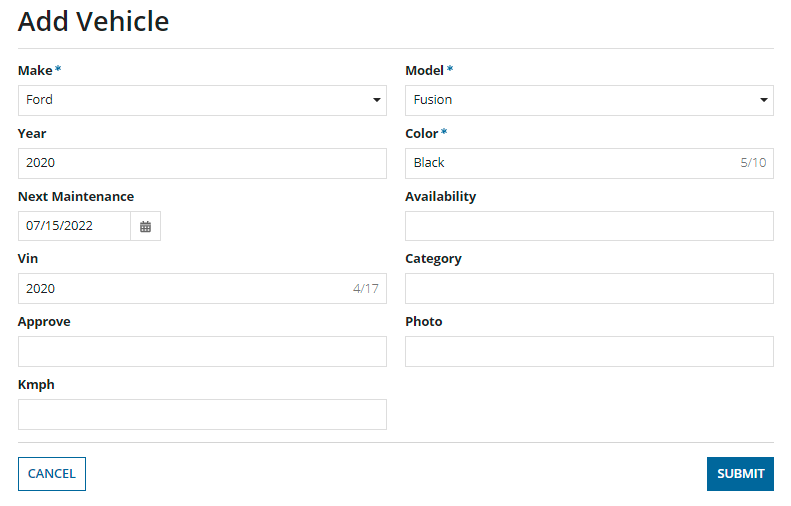 Add Vehicle
Make * Model *
Ford Fusion
Year Color *
2020 Black 5/10
Next Maintenance Availability
07/15/2022
Vin Category
2020 4/17
Approve Photo
Kmph
CANCEL SUBMIT